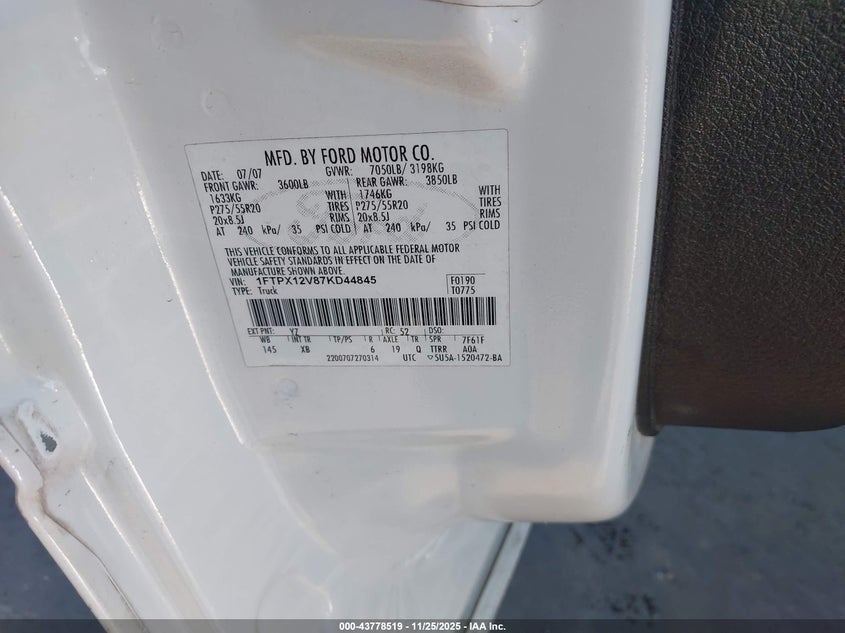 MFD. BY FORD MOTOR CO.
DATE: 07/07 GVWR: 7050LB/ 3198KG
FRONT GAWR: 3600LB REAR GAWR: 3850LB
1633KG WITH 1746KG WITH
P275/55R20 TIRES P275/55R20 TIRES
20x8.5J RIMS 20x8.5J RIMS
AT 240 kPa/ 35 PSI COLD AT 240 kPa/ 35 PSI COLD
THIS VEHICLE CONFORMS TO ALL APPLICABLE FEDERAL MOTOR
VEHICLE SAFETY STANDARDS IN EFFECT ON THE DATE OF
MANUFACTURE SHOWN ABOVE.
VIN: 1FTPX12V87KD44845 F0190
TYPE: Truck T0775
EXT PNT: YZ RC: 52 DSO:
WB INT TR TP/PS R AXLE TR SPR 7F61F
145 XB 6 19 Q TTRR AOA
2200707270314 UTC 5U5A-1520472-BA
000-43778519 | 11/25/2025 | IAA Inc.